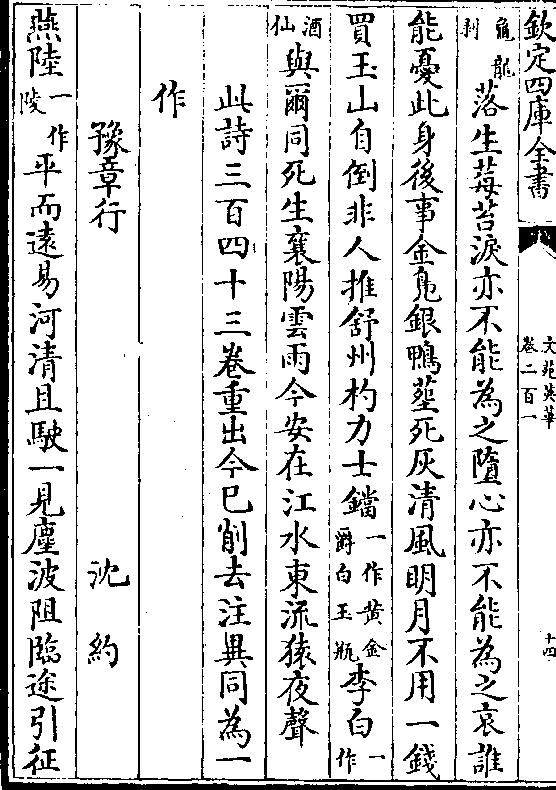 欽定四庫全書
文苑英華
卷二百一
十四
龜龍
剥
落生莓苔淚亦不能為之墮心亦不能為之哀誰
能憂此身後事金鳬銀鴨塟死灰清風明月不用一錢
買玉山自倒非人推舒州杓力士鐺一作黄金爵白玉瓶李白一作
酒仙與爾同死生襄陽雲雨今安在江水東流猿夜聲
此詩三百四十三卷重出今已削去注異同為一
作
豫章行 沈約
燕陸一作陵平而遠易河清且駛一見塵波阻臨途引征